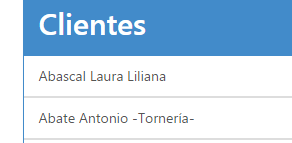 Clientes
Abascal Laura Liliana
Abate Antonio -Tornería-